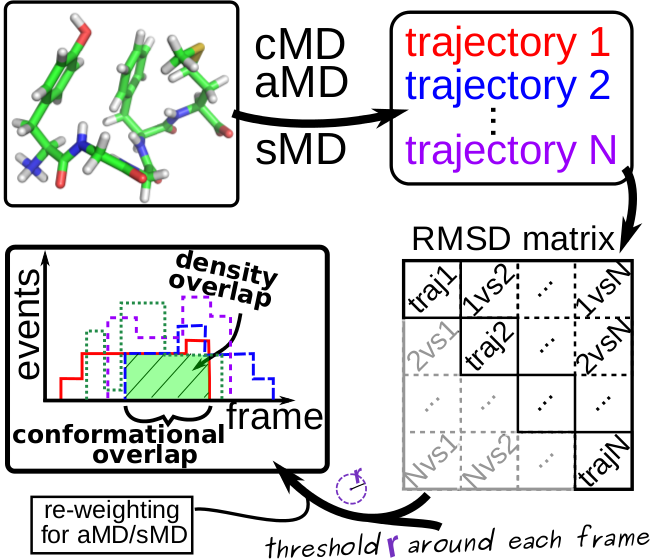 cMD
aMD
sMD
trajectory 1
trajectory 2
⋮
trajectory N
RMSD matrix
traj1 1vs2 ... 1vsN
2vs1 traj2 ... 2vsN
... ... ... ...
Nvs1 Nvs2 ... trajN
density
overlap
events
frame
conformational
overlap
r
re-weighting
for aMD/sMD
threshold r around each frame